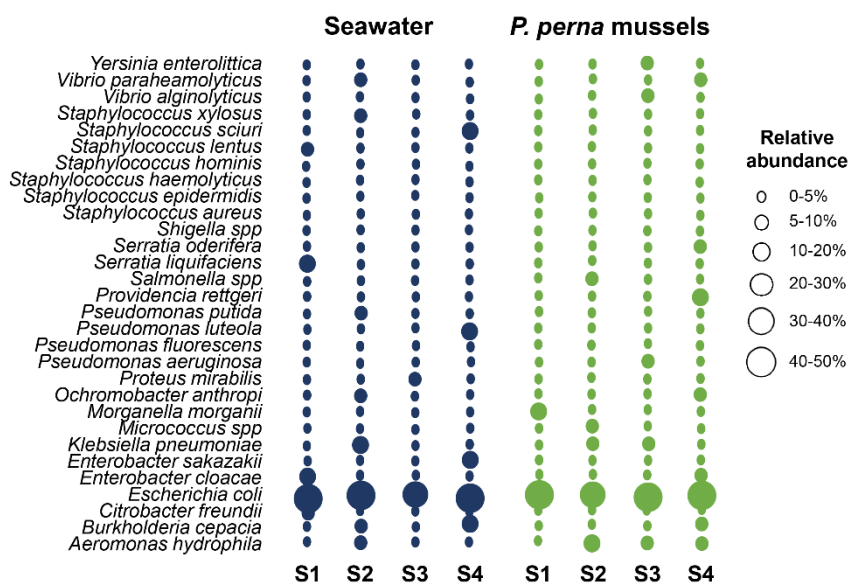 Seawater
P. perna mussels
Yersinia enterolittica
Vibrio paraheamolyticus
Vibrio alginolyticus
Staphylococcus xylosus
Staphylococcus sciuri
Staphylococcus lentus
Staphylococcus hominis
Staphylococcus haemolyticus
Staphylococcus epidermidis
Staphylococcus aureus
Shigella spp
Serratia oderifera
Serratia liquifaciens
Salmonella spp
Providencia rettgeri
Pseudomonas putida
Pseudomonas luteola
Pseudomonas fluorescens
Pseudomonas aeruginosa
Proteus mirabilis
Ochromobacter anthropi
Morganella morganii
Micrococcus spp
Klebsiella pneumoniae
Enterobacter sakazakii
Enterobacter cloacae
Escherichia coli
Citrobacter freundii
Burkholderia cepacia
Aeromonas hydrophila
S1 S2 S3 S4 S1 S2 S3 S4
Relative
abundance
0-5%
5-10%
10-20%
20-30%
30-40%
40-50%